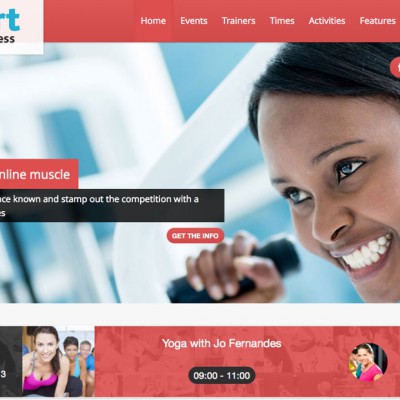 rt
ess
Home Events Trainers Times Activities Features
nline muscle
nce known and stamp out the competition with a
es
GET THE INFO
Yoga with Jo Fernandes
3
09:00 - 11:00